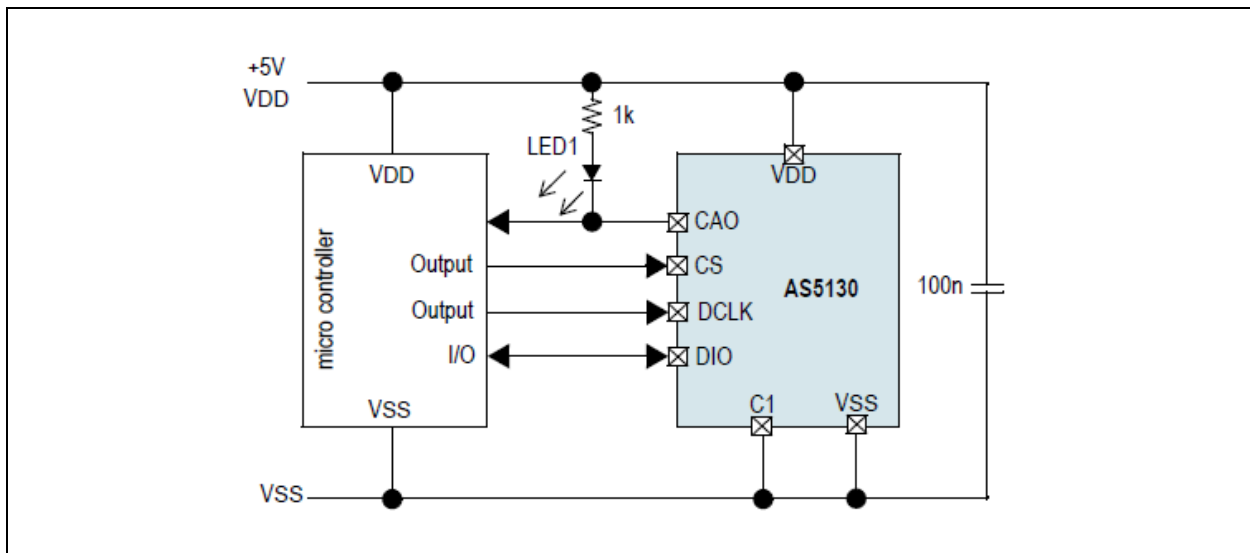 +5V
VDD
1k
LED1
VDD
VDD
micro controller
CAO
Output
CS
AS5130
100n
Output
DCLK
I/O
DIO
VSS
C1
VSS
VSS